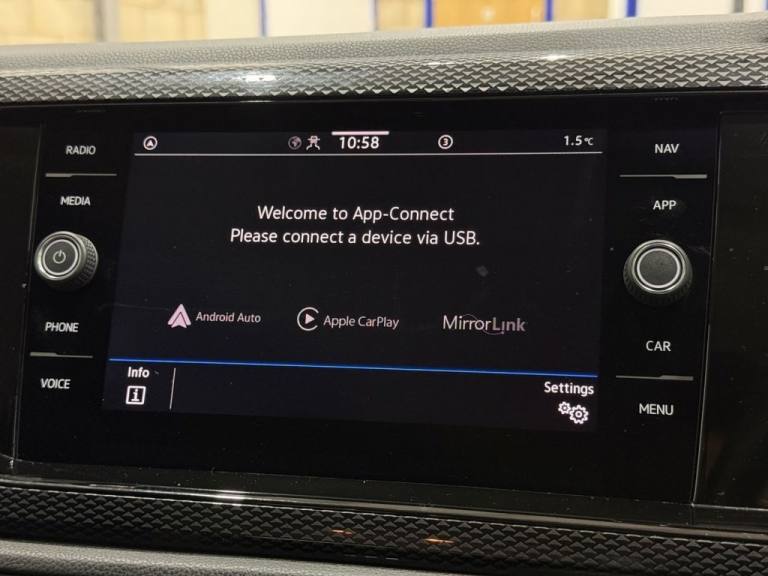 RADIO
MEDIA
PHONE
VOICE
10:58
3
1.5°C
Welcome to App-Connect
Please connect a device via USB.
Android Auto
Apple CarPlay
MirrorLink
Info
i
Settings
NAV
APP
CAR
MENU